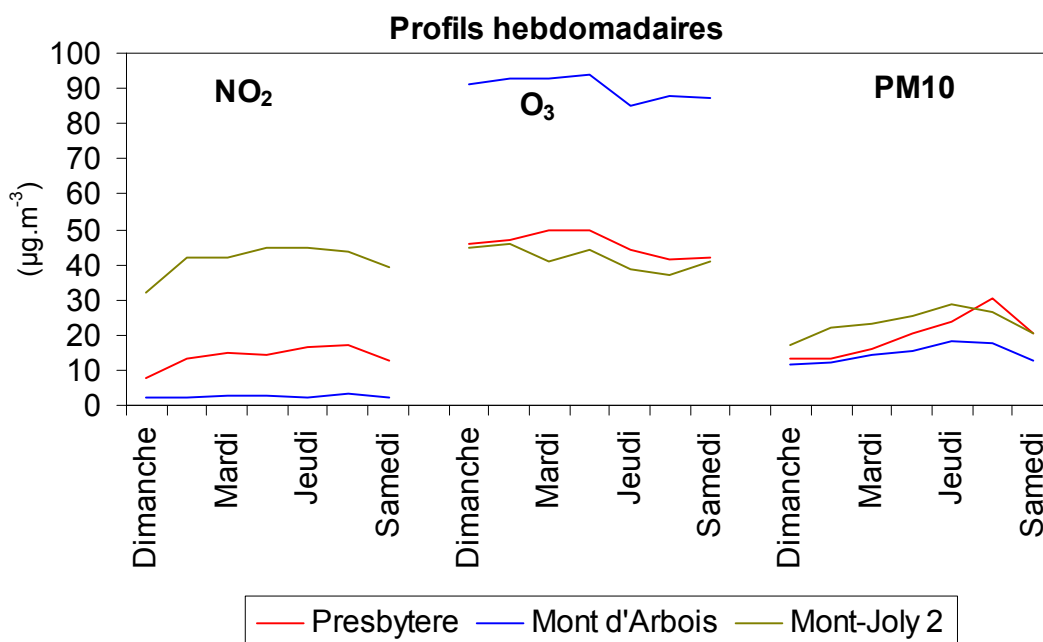 Profils hebdomadaires
100
90
80
70
60
50
40
30
20
10
0
(µg.m⁻³)
NO₂
O₃
PM10
Dimanche
Mardi
Jeudi
Samedi
Dimanche
Mardi
Jeudi
Samedi
Dimanche
Mardi
Jeudi
Samedi
Presbytere
Mont d'Arbois
Mont-Joly 2